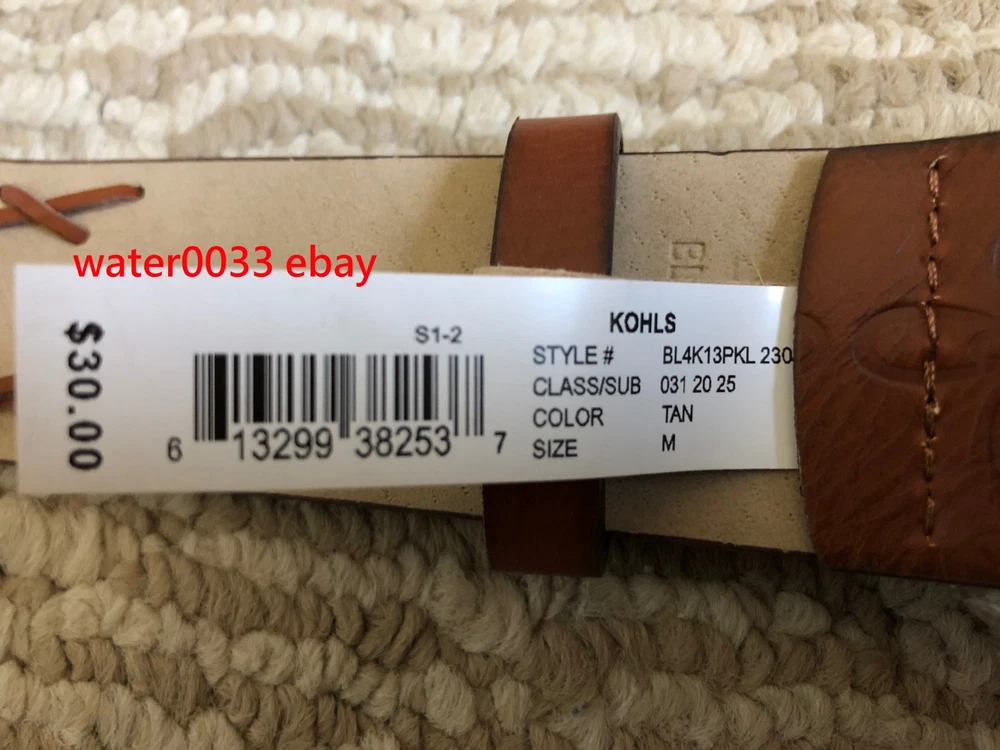 water0033 ebay
$30.00
S1-2
6 13299 38253 7
KOHLS
STYLE # BL4K13PKL 230
CLASS/SUB 031 20 25
COLOR TAN
SIZE M